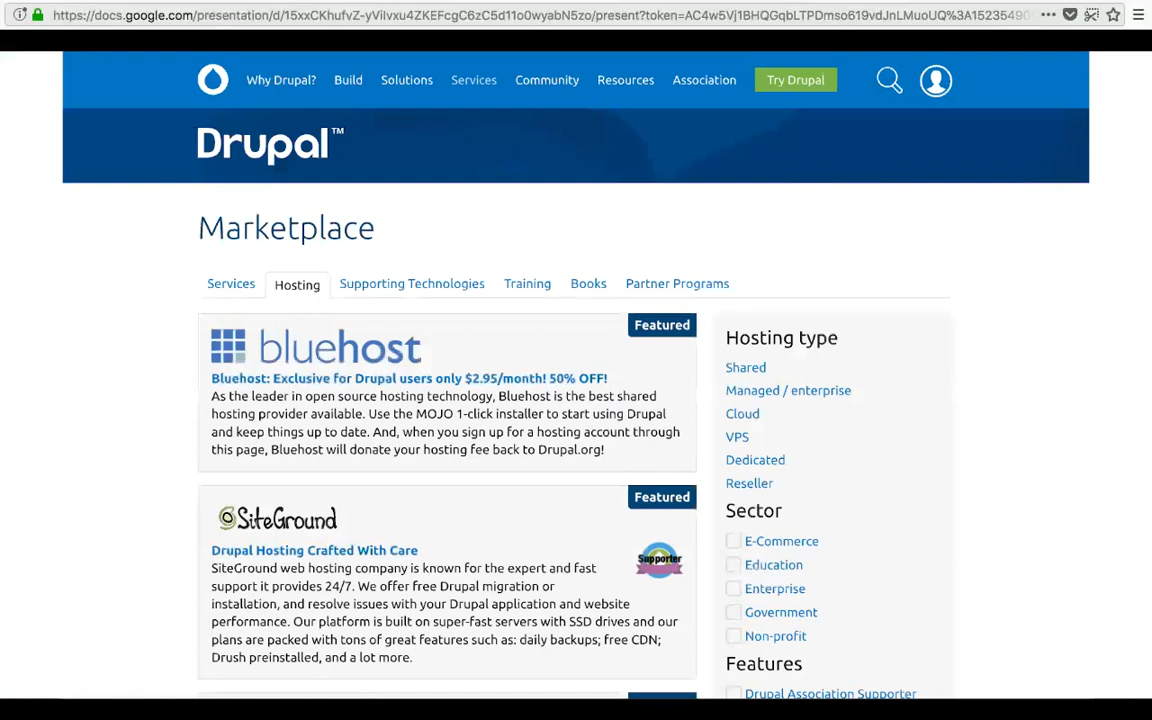 https://docs.google.com/presentation/d/15xxCKhufvZ-yViIvxu4ZKEFcgC6zC5d11o0wyabN5zo/present?token=AC4w5Vj1BHQGqbLTPDmso619vdJnLMuoUQ%3A15235490
Why Drupal? Build Solutions Services Community Resources Association Try Drupal
Drupal™
Marketplace
Services Hosting Supporting Technologies Training Books Partner Programs
Featured
bluehost
Bluehost: Exclusive for Drupal users only $2.95/month! 50% OFF!
As the leader in open source hosting technology, Bluehost is the best shared
hosting provider available. Use the MOJO 1-click installer to start using Drupal
and keep things up to date. And, when you sign up for a hosting account through
this page, Bluehost will donate your hosting fee back to Drupal.org!
Featured
SiteGround
Drupal Hosting Crafted With Care
Supporter
SiteGround web hosting company is known for the expert and fast
support it provides 24/7. We offer free Drupal migration or
installation, and resolve issues with your Drupal application and website
performance. Our platform is built on super-fast servers with SSD drives and our
plans are packed with tons of great features such as: daily backups; free CDN;
Drush preinstalled, and a lot more.
Hosting type
Shared
Managed / enterprise
Cloud
VPS
Dedicated
Reseller
Sector
E-Commerce
Education
Enterprise
Government
Non-profit
Features
Drupal Association Supporter